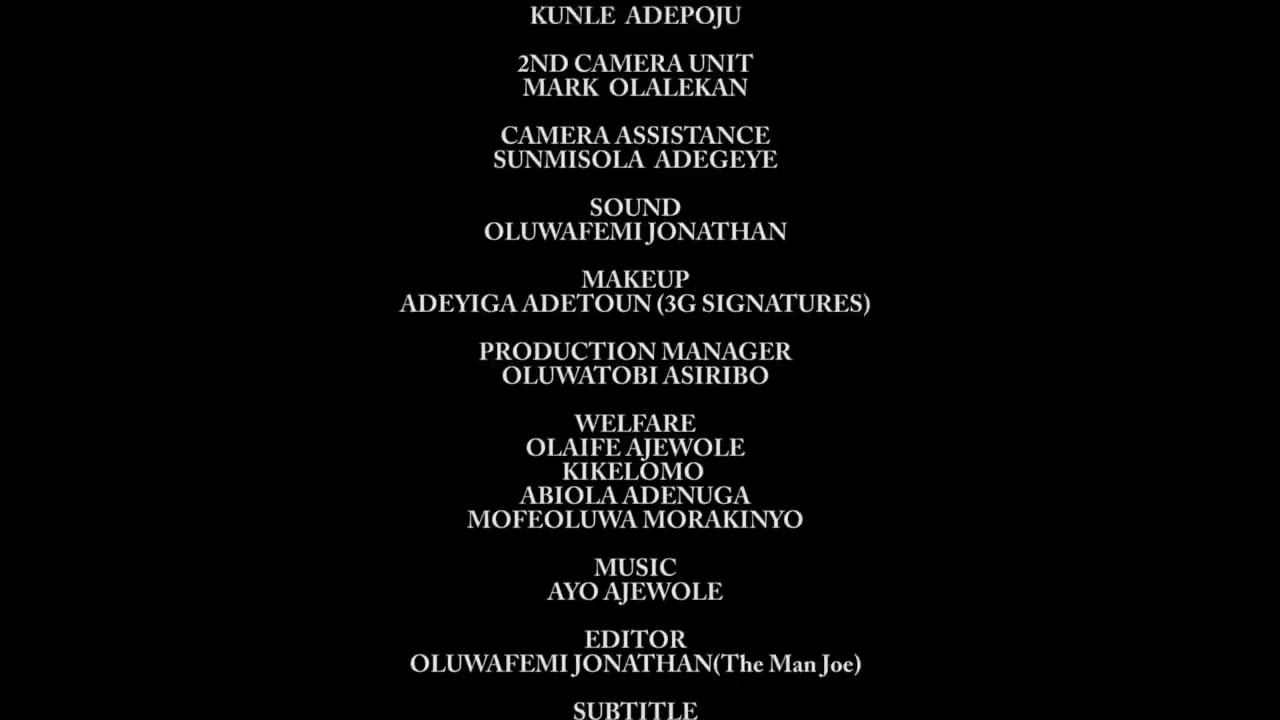 KUNLE ADEPOJU
2ND CAMERA UNIT
MARK OLALEKAN
CAMERA ASSISTANCE
SUNMISOLA ADEGEYE
SOUND
OLUWAFEMI JONATHAN
MAKEUP
ADEYIGA ADETOUN (3G SIGNATURES)
PRODUCTION MANAGER
OLUWATOBI ASIRIBO
WELFARE
OLAIFE AJEWOLE
KIKELOMO
ABIOLA ADENUGA
MOFEOLUWA MORAKINYO
MUSIC
AYO AJEWOLE
EDITOR
OLUWAFEMI JONATHAN(The Man Joe)
SUBTITLE